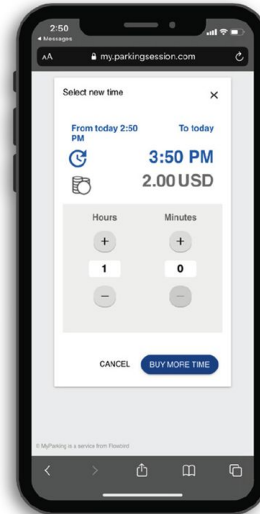 2:50
Messages
AA my.parkingsession.com
Select new time ×
From today 2:50 PM To today
3:50 PM
2.00 USD
Hours Minutes
+ +
1 0
− −
CANCEL BUY MORE TIME
© MyParking is a service from Flowbird